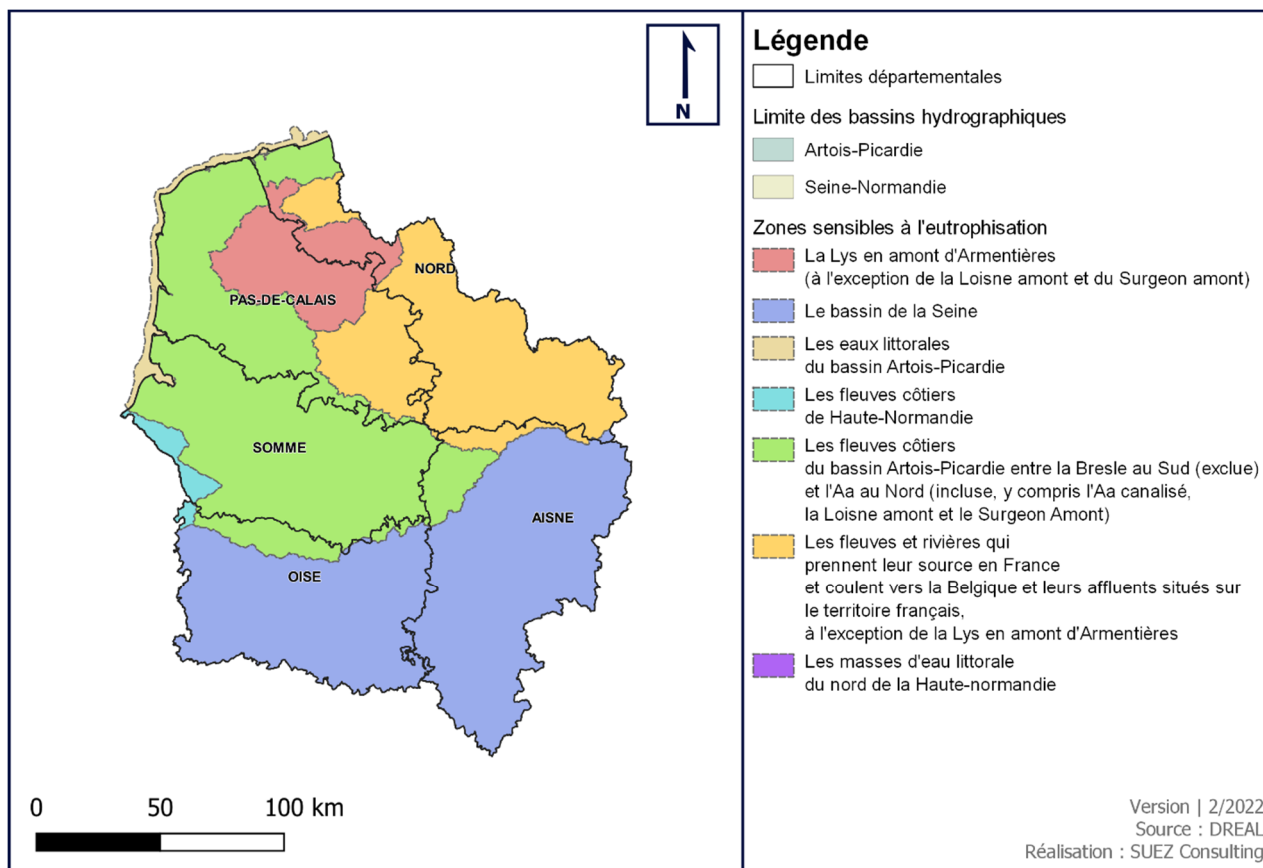 N
NORD
PAS-DE-CALAIS
SOMME
AISNE
OISE
0 50 100 km
Légende
Limites départementales
Limite des bassins hydrographiques
Artois-Picardie
Seine-Normandie
Zones sensibles à l'eutrophisation
La Lys en amont d'Armentières
(à l'exception de la Loisne amont et du Surgeon amont)
Le bassin de la Seine
Les eaux littorales
du bassin Artois-Picardie
Les fleuves côtiers
de Haute-Normandie
Les fleuves côtiers
du bassin Artois-Picardie entre la Bresle au Sud (exclue)
et l'Aa au Nord (incluse, y compris l'Aa canalisé,
la Loisne amont et le Surgeon Amont)
Les fleuves et rivières qui
prennent leur source en France
et coulent vers la Belgique et leurs affluents situés sur
le territoire français,
à l'exception de la Lys en amont d'Armentières
Les masses d'eau littorale
du nord de la Haute-normandie
Version | 2/2022
Source : DREAL
Réalisation : SUEZ Consulting